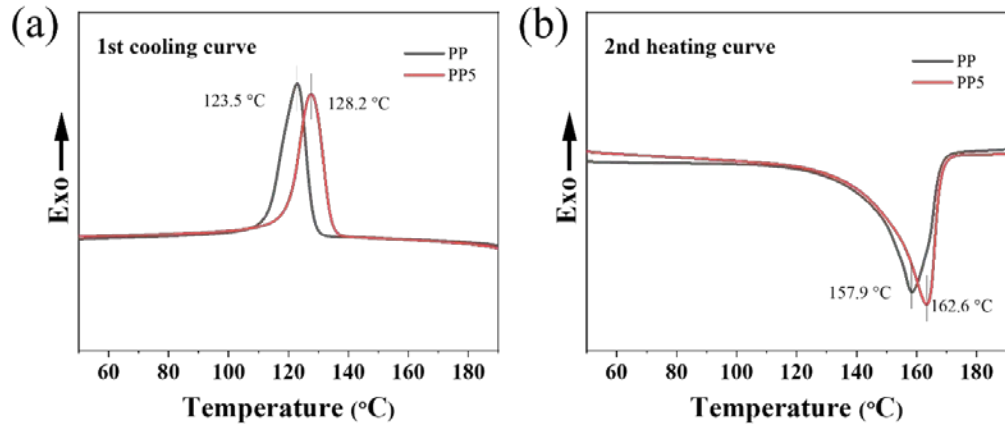 (a)
1st cooling curve
PP
PP5
123.5 °C
128.2 °C
Exo
60 80 100 120 140 160 180
Temperature (°C)
(b)
2nd heating curve
PP
PP5
157.9 °C
162.6 °C
Exo
60 80 100 120 140 160 180
Temperature (°C)